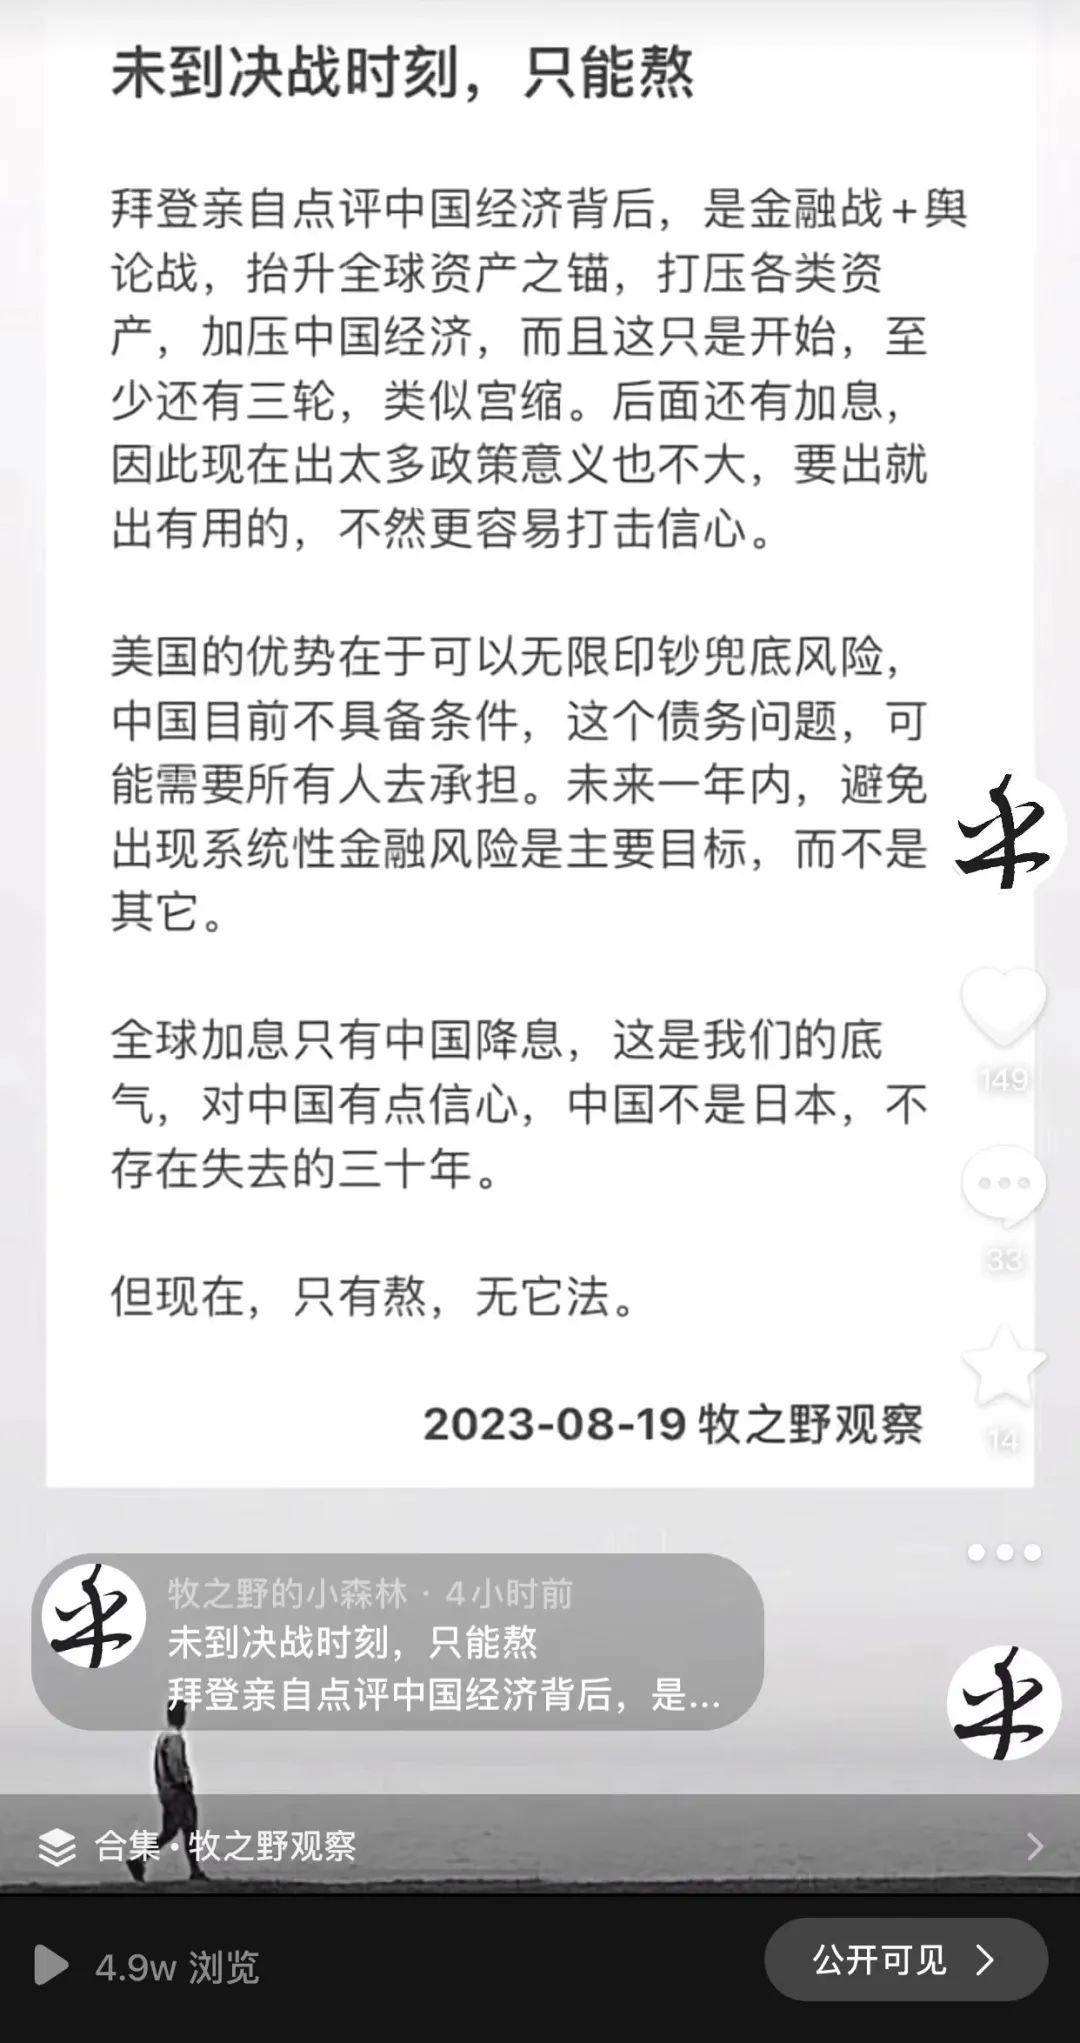 未到决战时刻，只能熬
拜登亲自点评中国经济背后，是金融战+舆
论战，抬升全球资产之锚，打压各类资
产，加压中国经济，而且这只是开始，至
少还有三轮，类似宫缩。后面还有加息，
因此现在出太多政策意义也不大，要出就
出有用的，不然更容易打击信心。
美国的优势在于可以无限印钞兜底风险，
中国目前不具备条件，这个债务问题，可
能需要所有人去承担。未来一年内，避免
出现系统性金融风险是主要目标，而不是
其它。
全球加息只有中国降息，这是我们的底
气，对中国有点信心，中国不是日本，不
存在失去的三十年。
但现在，只有熬，无它法。
2023-08-19 牧之野观察
149
33
14
牧之野的小森林 · 4小时前
未到决战时刻，只能熬
拜登亲自点评中国经济背后，是...
合集·牧之野观察
4.9w 浏览
公开可见